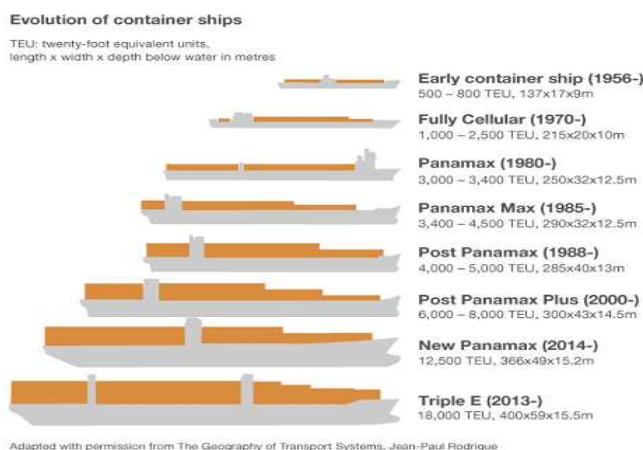 Evolution of container ships
TEU: twenty-foot equivalent units,
length x width x depth below water in metres
Early container ship (1956-)
500 – 800 TEU, 137x17x9m
Fully Cellular (1970-)
1,000 – 2,500 TEU, 215x20x10m
Panamax (1980-)
3,000 – 3,400 TEU, 250x32x12.5m
Panamax Max (1985-)
3,400 – 4,500 TEU, 290x32x12.5m
Post Panamax (1988-)
4,000 – 5,000 TEU, 285x40x13m
Post Panamax Plus (2000-)
6,000 – 8,000 TEU, 300x43x14.5m
New Panamax (2014-)
12,500 TEU, 366x49x15.2m
Triple E (2013-)
18,000 TEU, 400x59x15.5m
Adapted with permission from The Geography of Transport Systems, Jean-Paul Rodrigue